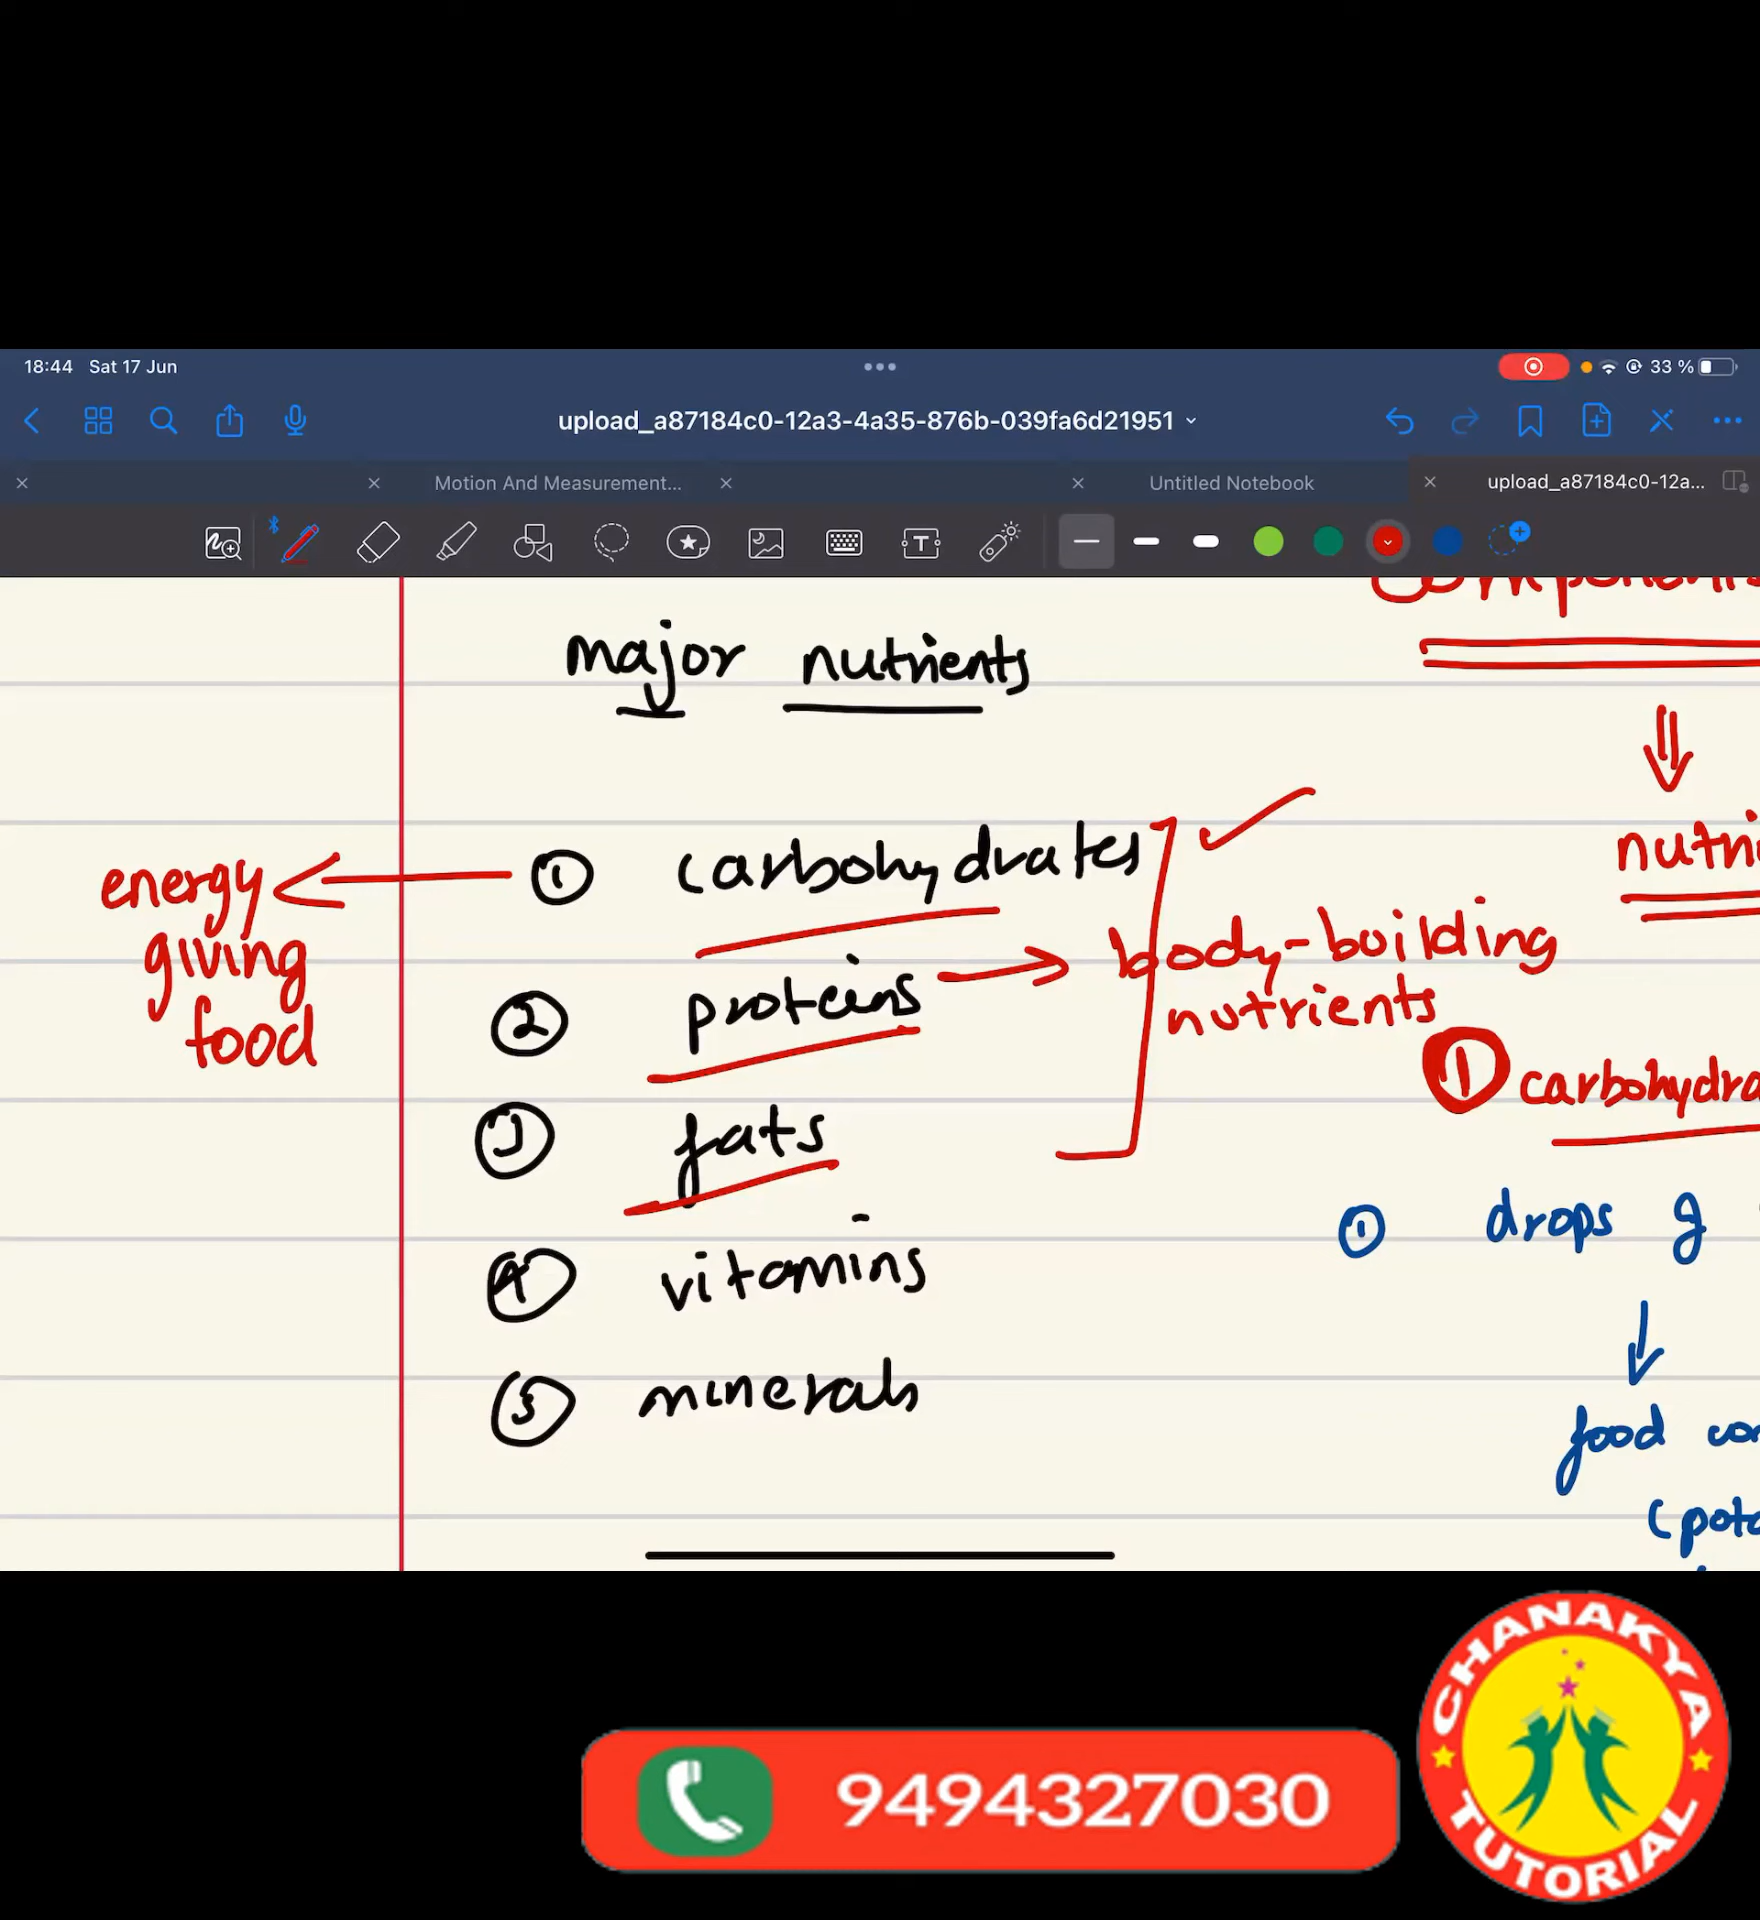 18:44 Sat 17 Jun
33 %
upload_a87184c0-12a3-4a35-876b-039fa6d21951
Motion And Measurement...
Untitled Notebook
upload_a87184c0-12a...
T
major nutrients
① carbohydrates
energy giving food
② proteins
body-building nutrients
③ fats
④ vitamins
⑤ minerals
① carbohydra
① drops
food
9494327030
CHANAKYA TUTORIAL